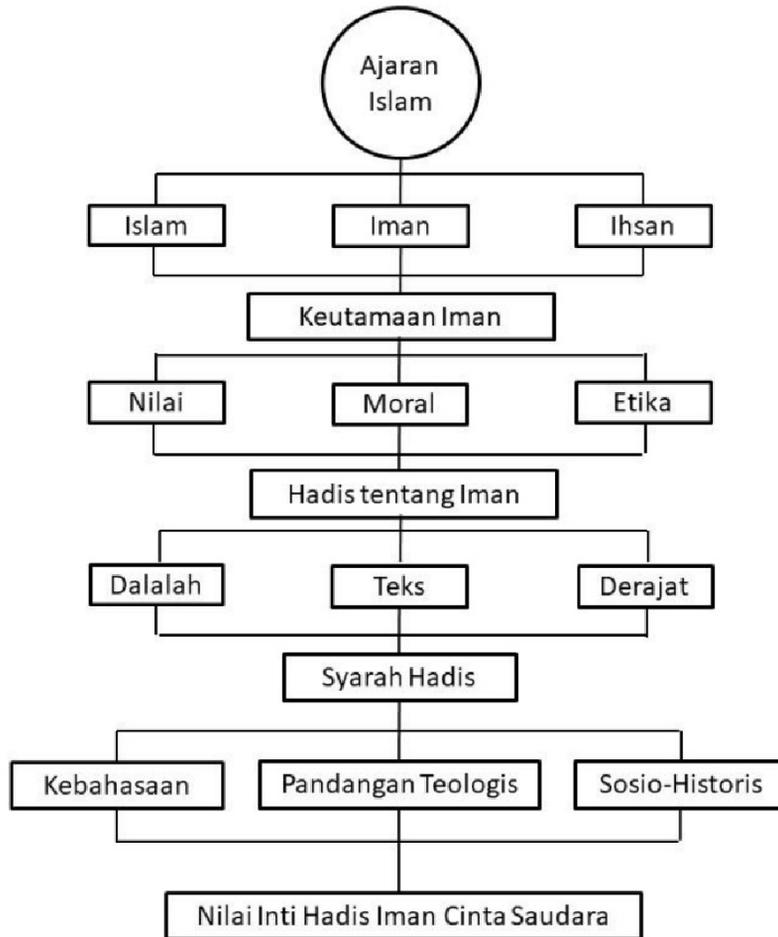 Ajaran
Islam
Islam
Iman
Ihsan
Keutamaan Iman
Nilai
Moral
Etika
Hadis tentang Iman
Dalalah
Teks
Derajat
Syarah Hadis
Kebahasaan
Pandangan Teologis
Sosio-Historis
Nilai Inti Hadis Iman Cinta Saudara